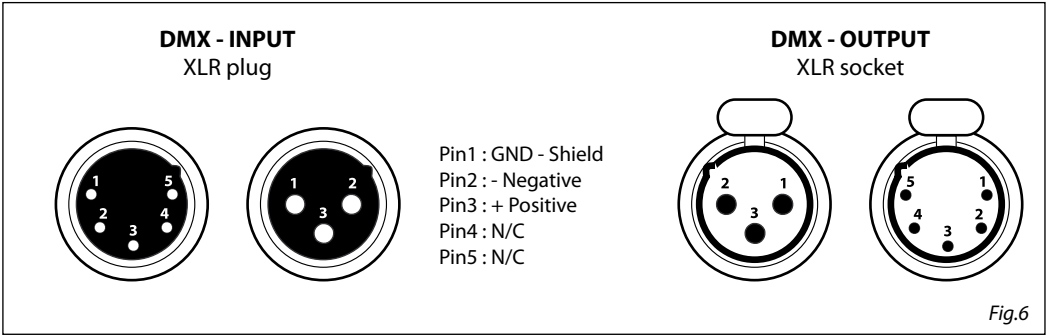 DMX - INPUT
XLR plug
1 5
2 4
3
1 2
3
Pin1 : GND - Shield
Pin2 : - Negative
Pin3 : + Positive
Pin4 : N/C
Pin5 : N/C
DMX - OUTPUT
XLR socket
2 1
3
5 1
4 2
3
Fig.6